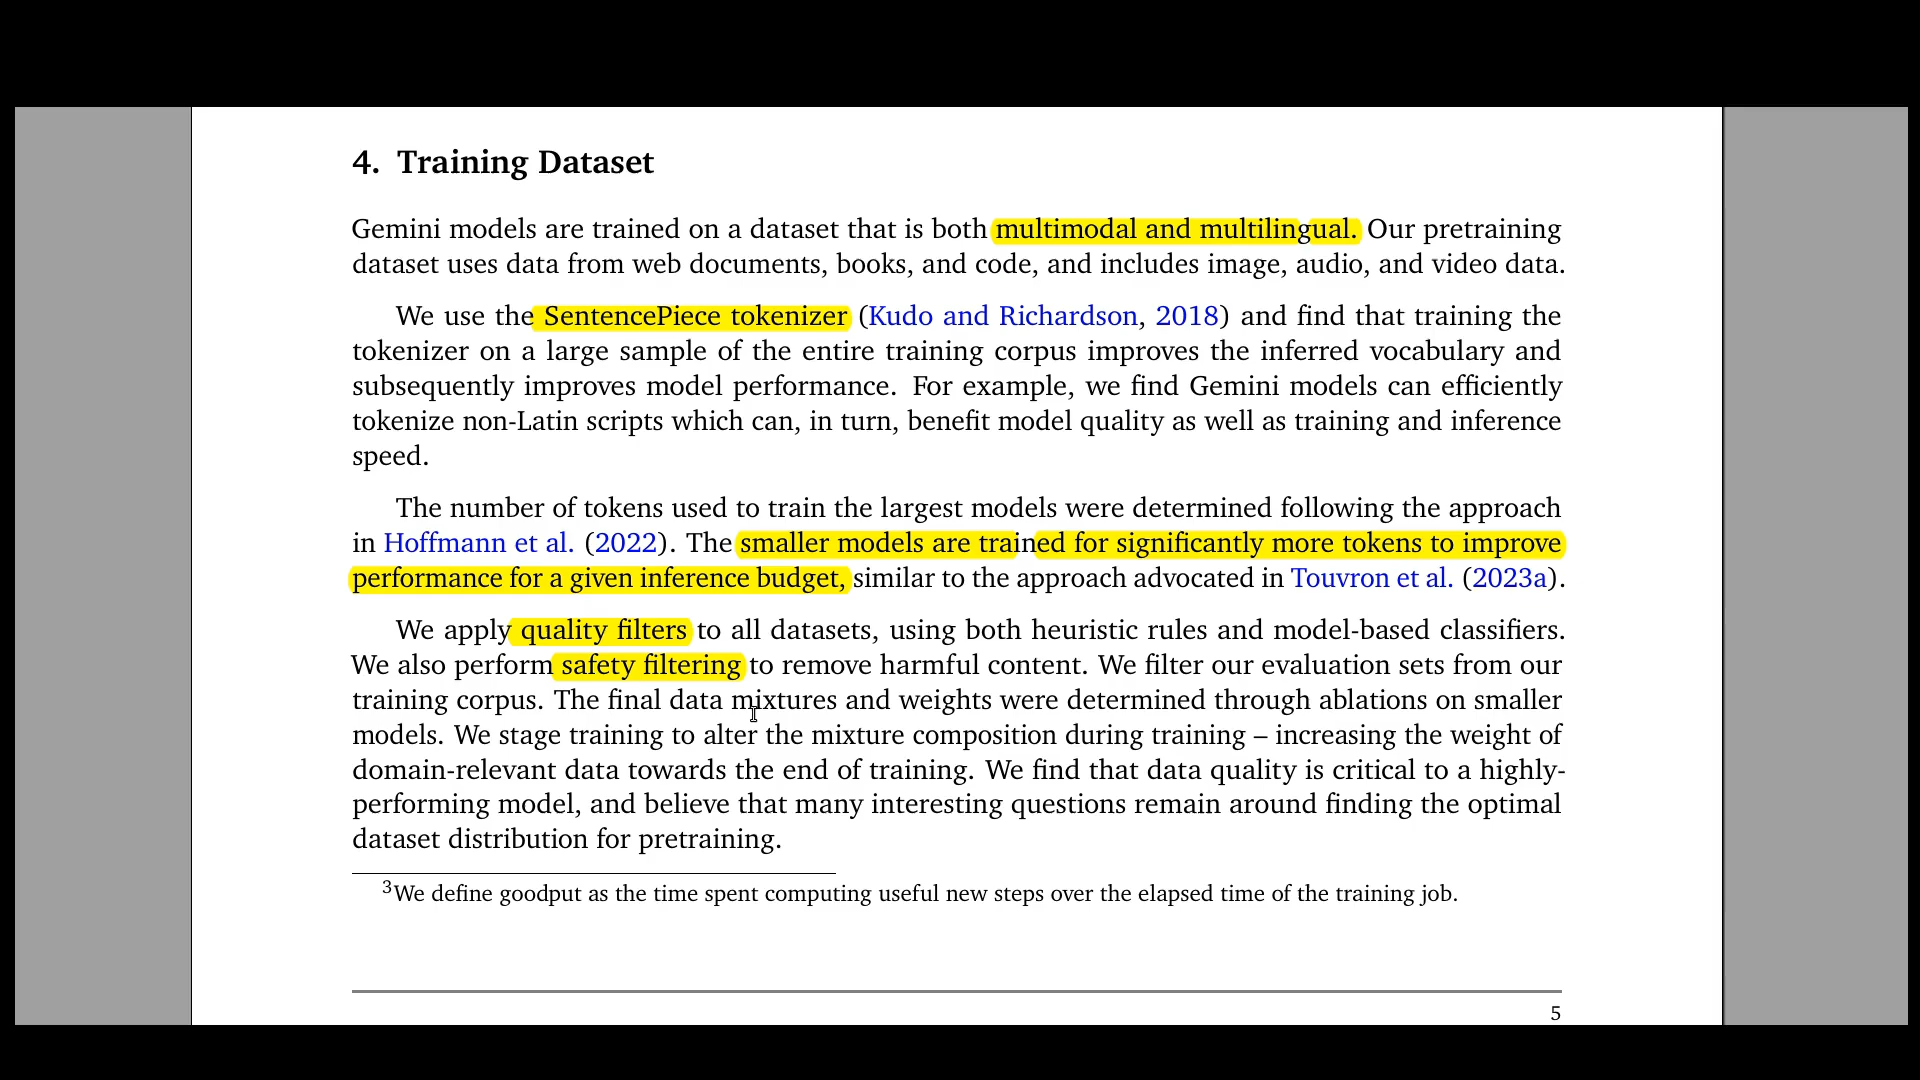 4. Training Dataset
Gemini models are trained on a dataset that is both multimodal and multilingual. Our pretraining
dataset uses data from web documents, books, and code, and includes image, audio, and video data.
We use the SentencePiece tokenizer (Kudo and Richardson, 2018) and find that training the
tokenizer on a large sample of the entire training corpus improves the inferred vocabulary and
subsequently improves model performance. For example, we find Gemini models can efficiently
tokenize non-Latin scripts which can, in turn, benefit model quality as well as training and inference
speed.
The number of tokens used to train the largest models were determined following the approach
in Hoffmann et al. (2022). The smaller models are trained for significantly more tokens to improve
performance for a given inference budget, similar to the approach advocated in Touvron et al. (2023a).
We apply quality filters to all datasets, using both heuristic rules and model-based classifiers.
We also perform safety filtering to remove harmful content. We filter our evaluation sets from our
training corpus. The final data mixtures and weights were determined through ablations on smaller
models. We stage training to alter the mixture composition during training – increasing the weight of
domain-relevant data towards the end of training. We find that data quality is critical to a highly-
performing model, and believe that many interesting questions remain around finding the optimal
dataset distribution for pretraining.
3We define goodput as the time spent computing useful new steps over the elapsed time of the training job.
5